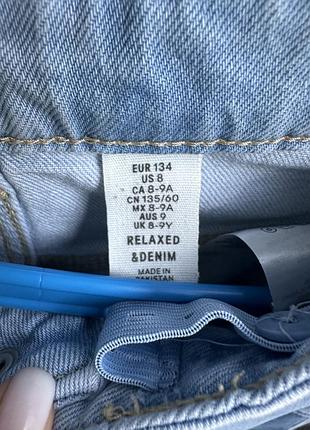 EUR 134
US 8
CA 8-9A
CN 135/60
MX 8-9A
AUS 9
UK 8-9Y
RELAXED
&DENIM
MADE IN
PAKISTAN